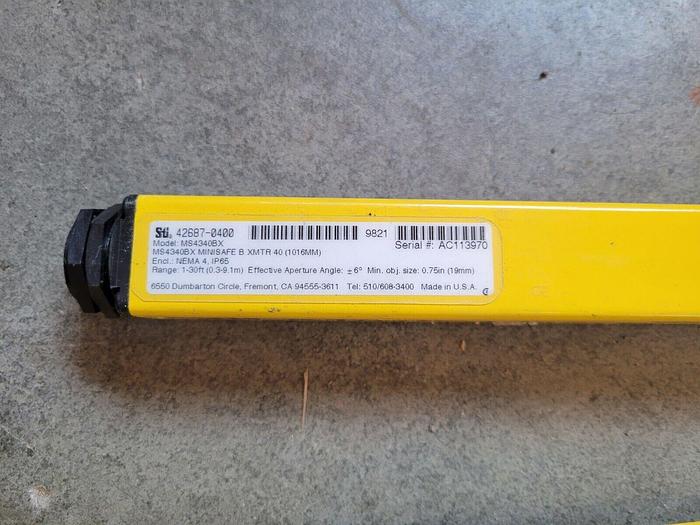 STI 42687-0400 9821
Model: MS4340BX Serial #: AC113970
MS4340BX MINISAFE B XMTR 40 (1016MM)
Encl.: NEMA 4, IP65
Range: 1-30ft (0.3-9.1m) Effective Aperture Angle: ± 6° Min. obj. size: 0.75in (19mm)
6550 Dumbarton Circle, Fremont, CA 94555-3611 Tel: 510/608-3400 Made in U.S.A.